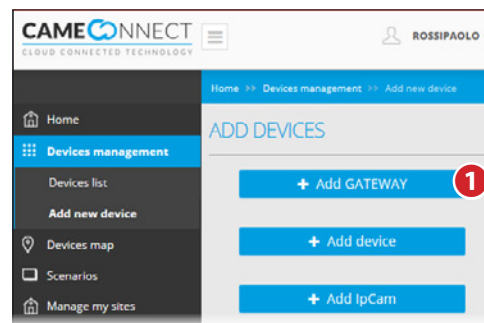 CAMECONNECT
CLOUD CONNECTED TECHNOLOGY
ROSSIPAOLO
Home >> Devices management >> Add new device
Home
Devices management
Devices list
Add new device
Devices map
Scenarios
Manage my sites
ADD DEVICES
+ Add GATEWAY
1
+ Add device
+ Add IpCam